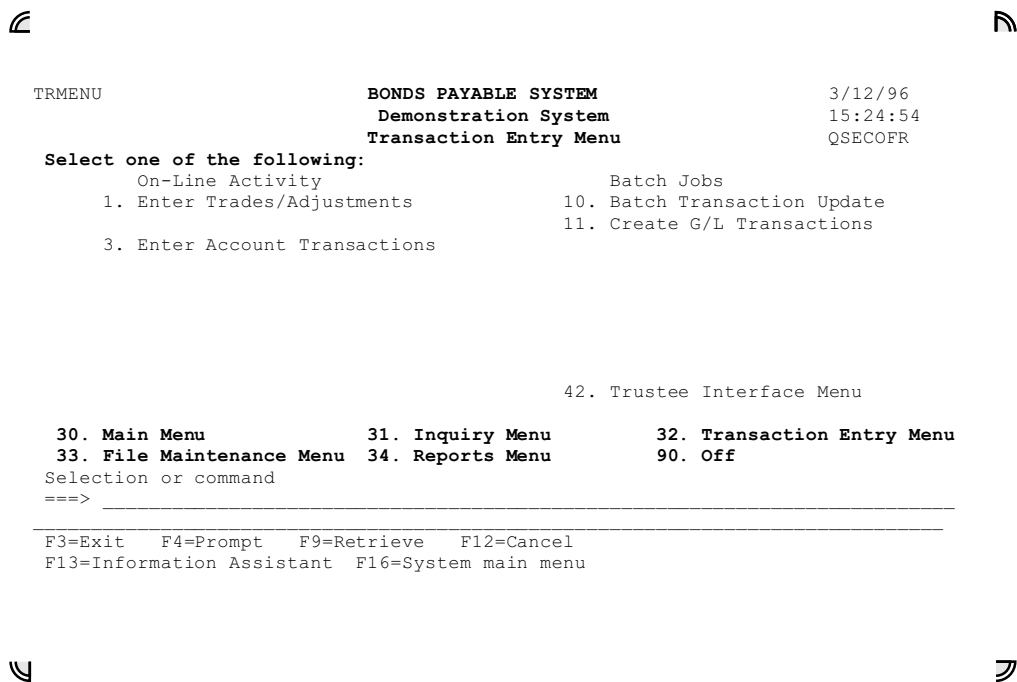 TRMENU BONDS PAYABLE SYSTEM 3/12/96
Demonstration System 15:24:54
Transaction Entry Menu QSECOFR
Select one of the following:
On-Line Activity Batch Jobs
1. Enter Trades/Adjustments 10. Batch Transaction Update
11. Create G/L Transactions
3. Enter Account Transactions
42. Trustee Interface Menu
30. Main Menu 31. Inquiry Menu 32. Transaction Entry Menu
33. File Maintenance Menu 34. Reports Menu 90. Off
Selection or command
===>
F3=Exit F4=Prompt F9=Retrieve F12=Cancel
F13=Information Assistant F16=System main menu